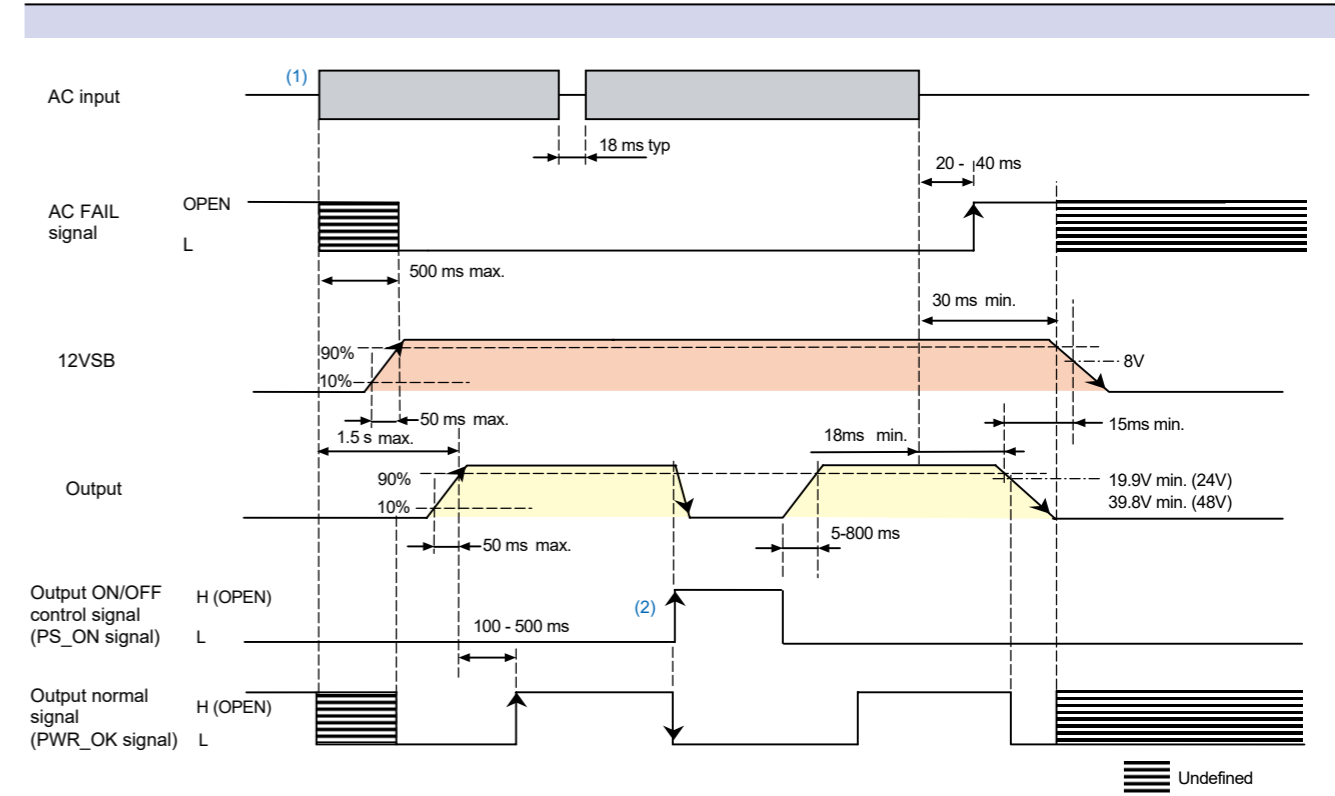 (1)
AC input
18 ms typ
20 - 40 ms
AC FAIL
signal
OPEN
L
500 ms max.
30 ms min.
12VSB
90%
10%
8V
50 ms max.
15ms min.
1.5 s max.
18ms min.
Output
90%
10%
19.9V min. (24V)
39.8V min. (48V)
50 ms max.
5-800 ms
Output ON/OFF
control signal
(PS_ON signal)
H (OPEN)
L
(2)
100 - 500 ms
Output normal
signal
(PWR_OK signal)
H (OPEN)
L
Undefined